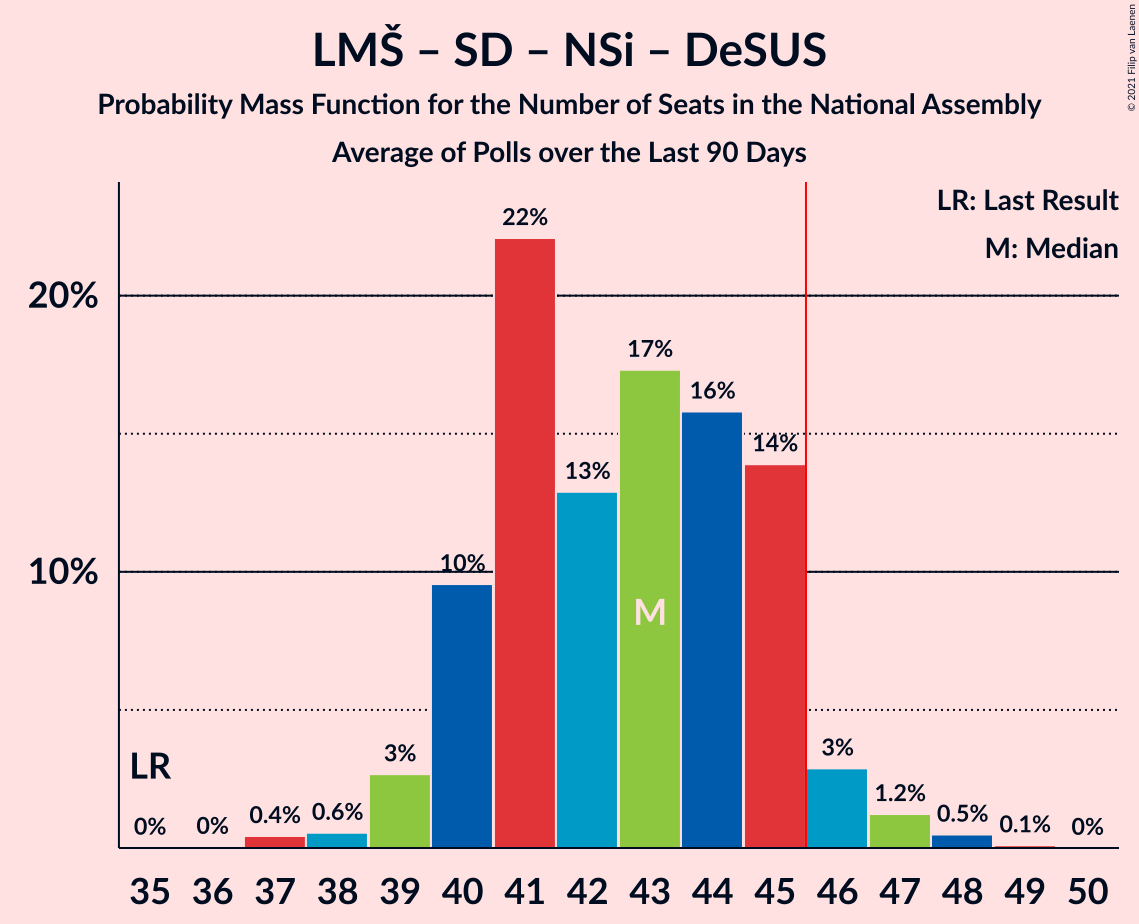 LMŠ – SD – NSi – DeSUS
Probability Mass Function for the Number of Seats in the National Assembly
Average of Polls over the Last 90 Days
© 2021 Filip van Laenen
LR: Last Result
M: Median
20%
10%
22%
17%
16%
14%
13%
10%
M
LR
0%
0%
0.4%
0.6%
3%
3%
1.2%
0.5%
0.1%
0%
35 36 37 38 39 40 41 42 43 44 45 46 47 48 49 50